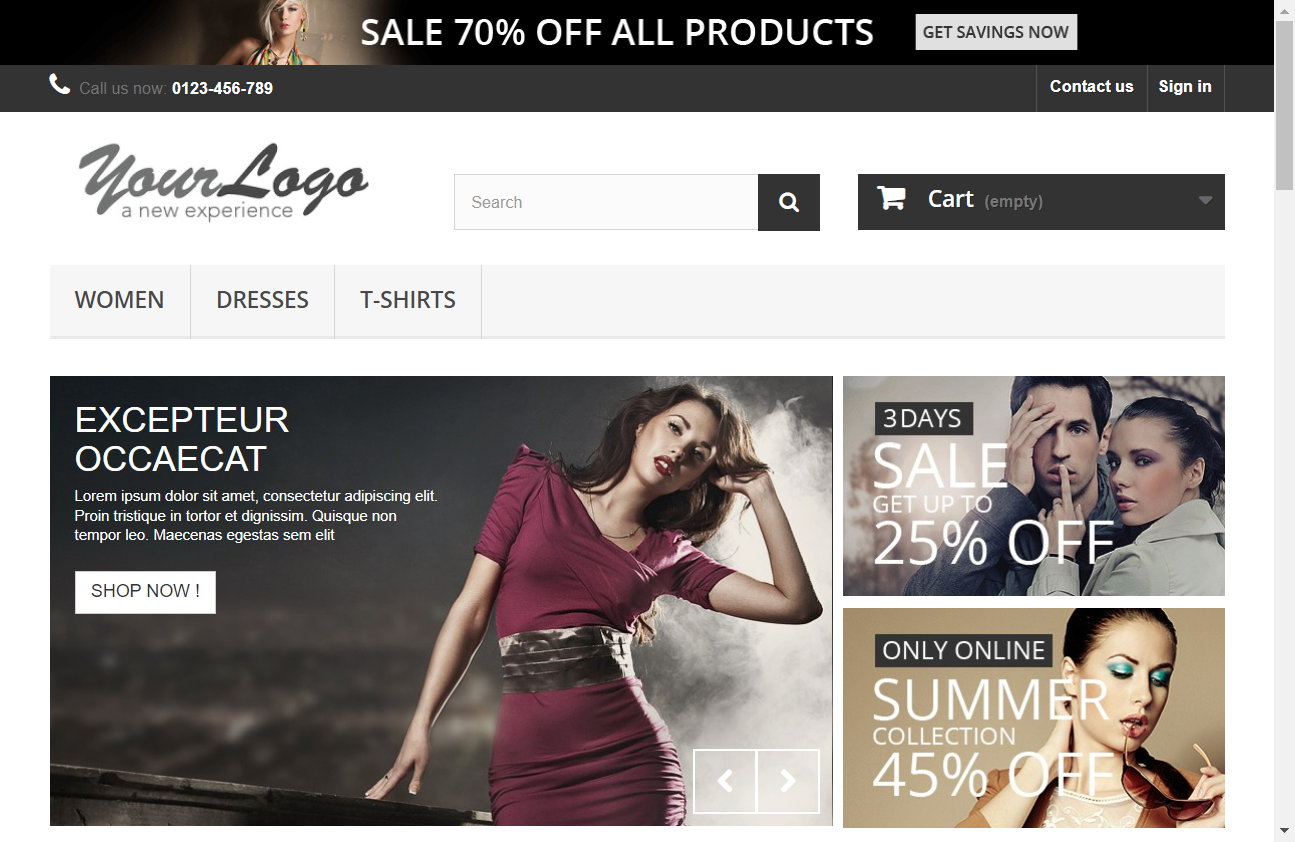 SALE 70% OFF ALL PRODUCTS
GET SAVINGS NOW
Call us now: 0123-456-789
Contact us
Sign in
YourLogo
a new experience
Search
Cart (empty)
WOMEN
DRESSES
T-SHIRTS
EXCEPTEUR
OCCAECAT
Lorem ipsum dolor sit amet, consectetur adipiscing elit.
Proin tristique in tortor et dignissim. Quisque non
tempor leo. Maecenas egestas sem elit
SHOP NOW !
3 DAYS
SALE
GET UP TO
25% OFF
ONLY ONLINE
SUMMER
COLLECTION
45% OFF